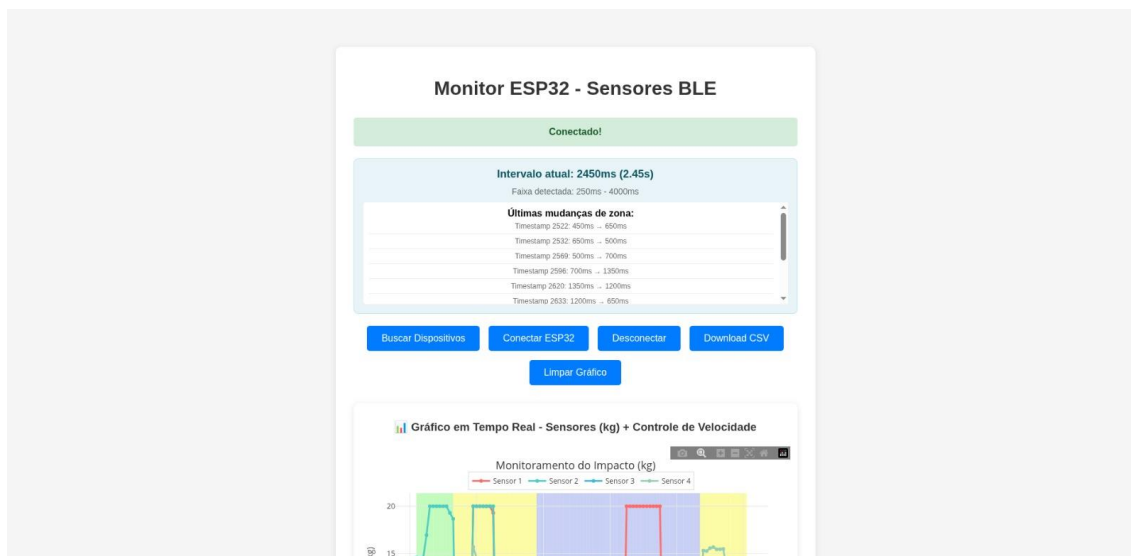 Monitor ESP32 - Sensores BLE
Conectado!
Intervalo atual: 2450ms (2.45s)
Faixa detectada: 250ms - 4000ms
Últimas mudanças de zona:
Timestamp 2522: 450ms → 650ms
Timestamp 2532: 650ms → 500ms
Timestamp 2569: 500ms → 700ms
Timestamp 2596: 700ms → 1350ms
Timestamp 2620: 1350ms → 1200ms
Timestamp 2633: 1200ms → 650ms
Buscar Dispositivos Conectar ESP32 Desconectar Download CSV
Limpar Gráfico
Gráfico em Tempo Real - Sensores (kg) + Controle de Velocidade
Monitoramento do Impacto (kg)
Sensor 1 Sensor 2 Sensor 3 Sensor 4
20
15